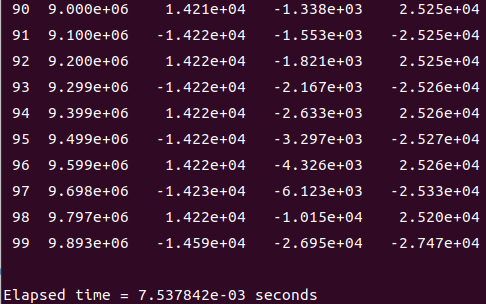 90 9.000e+06 1.421e+04 -1.338e+03 2.525e+04
91 9.100e+06 -1.422e+04 -1.553e+03 -2.525e+04
92 9.200e+06 1.422e+04 -1.821e+03 2.525e+04
93 9.299e+06 -1.422e+04 -2.167e+03 -2.526e+04
94 9.399e+06 1.422e+04 -2.633e+03 2.526e+04
95 9.499e+06 -1.422e+04 -3.297e+03 -2.527e+04
96 9.599e+06 1.422e+04 -4.326e+03 2.526e+04
97 9.698e+06 -1.423e+04 -6.123e+03 -2.533e+04
98 9.797e+06 1.422e+04 -1.015e+04 2.520e+04
99 9.893e+06 -1.459e+04 -2.695e+04 -2.747e+04
Elapsed time = 7.537842e-03 seconds